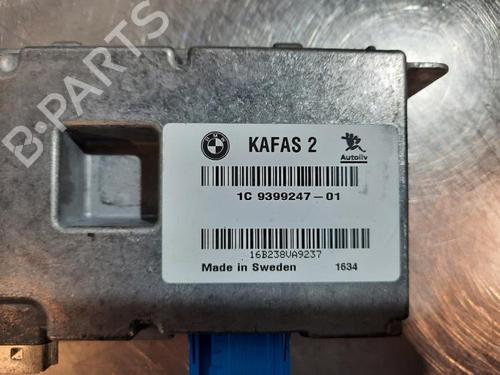 B-PARTS
KAFAS 2
Autoliv
1C 9399247-01
16B238VA9237
Made in Sweden 1634